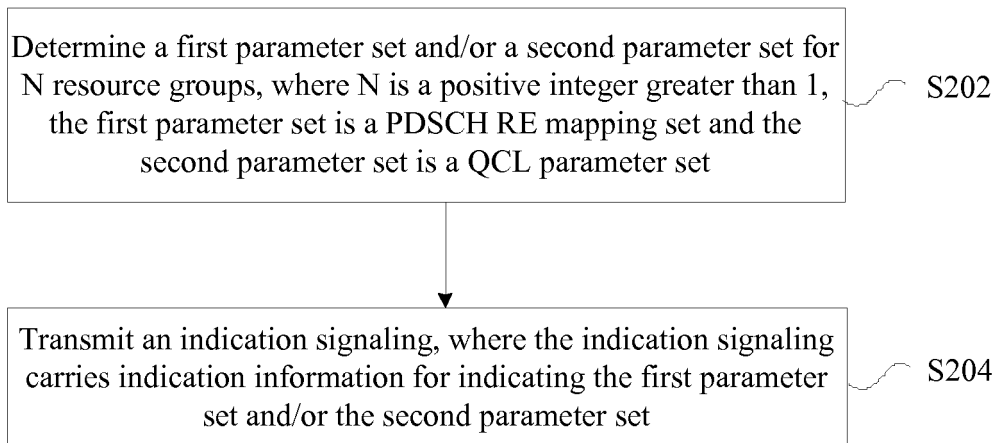 Determine a first parameter set and/or a second parameter set for
N resource groups, where N is a positive integer greater than 1,
the first parameter set is a PDSCH RE mapping set and the
second parameter set is a QCL parameter set
S202
Transmit an indication signaling, where the indication signaling
carries indication information for indicating the first parameter
set and/or the second parameter set
S204